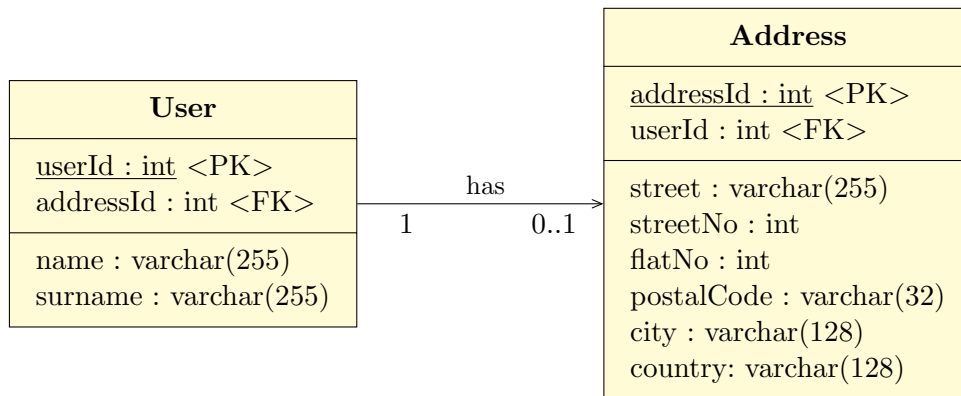 User
userId : int <PK>
addressId : int <FK>
name : varchar(255)
surname : varchar(255)
has
1
0..1
Address
addressId : int <PK>
userId : int <FK>
street : varchar(255)
streetNo : int
flatNo : int
postalCode : varchar(32)
city : varchar(128)
country: varchar(128)